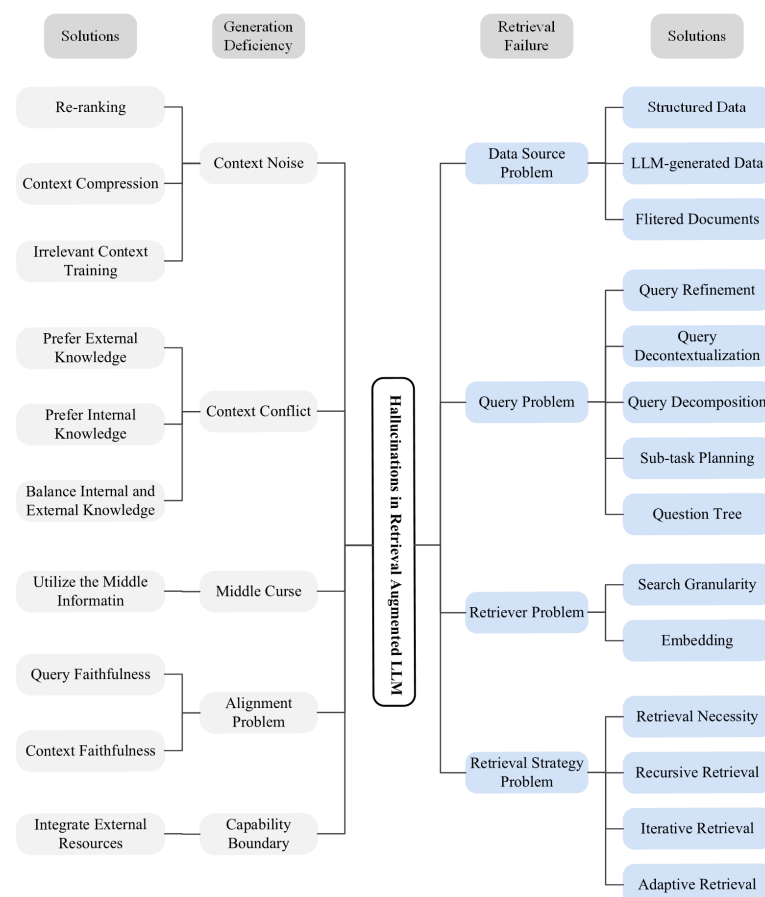 Solutions
Generation
Deficiency
Retrieval
Failure
Solutions
Re-ranking
Context Compression
Irrelevant Context
Training
Context Noise
Prefer External
Knowledge
Prefer Internal
Knowledge
Balance Internal and
External Knowledge
Context Conflict
Utilize the Middle
Informatin
Middle Curse
Query Faithfulness
Context Faithfulness
Alignment
Problem
Integrate External
Resources
Capability
Boundary
Hallucinations in Retrieval Augmented LLM
Data Source
Problem
Structured Data
LLM-generated Data
Flitered Documents
Query Problem
Query Refinement
Query
Decontextualization
Query Decomposition
Sub-task Planning
Question Tree
Retriever Problem
Search Granularity
Embedding
Retrieval Strategy
Problem
Retrieval Necessity
Recursive Retrieval
Iterative Retrieval
Adaptive Retrieval